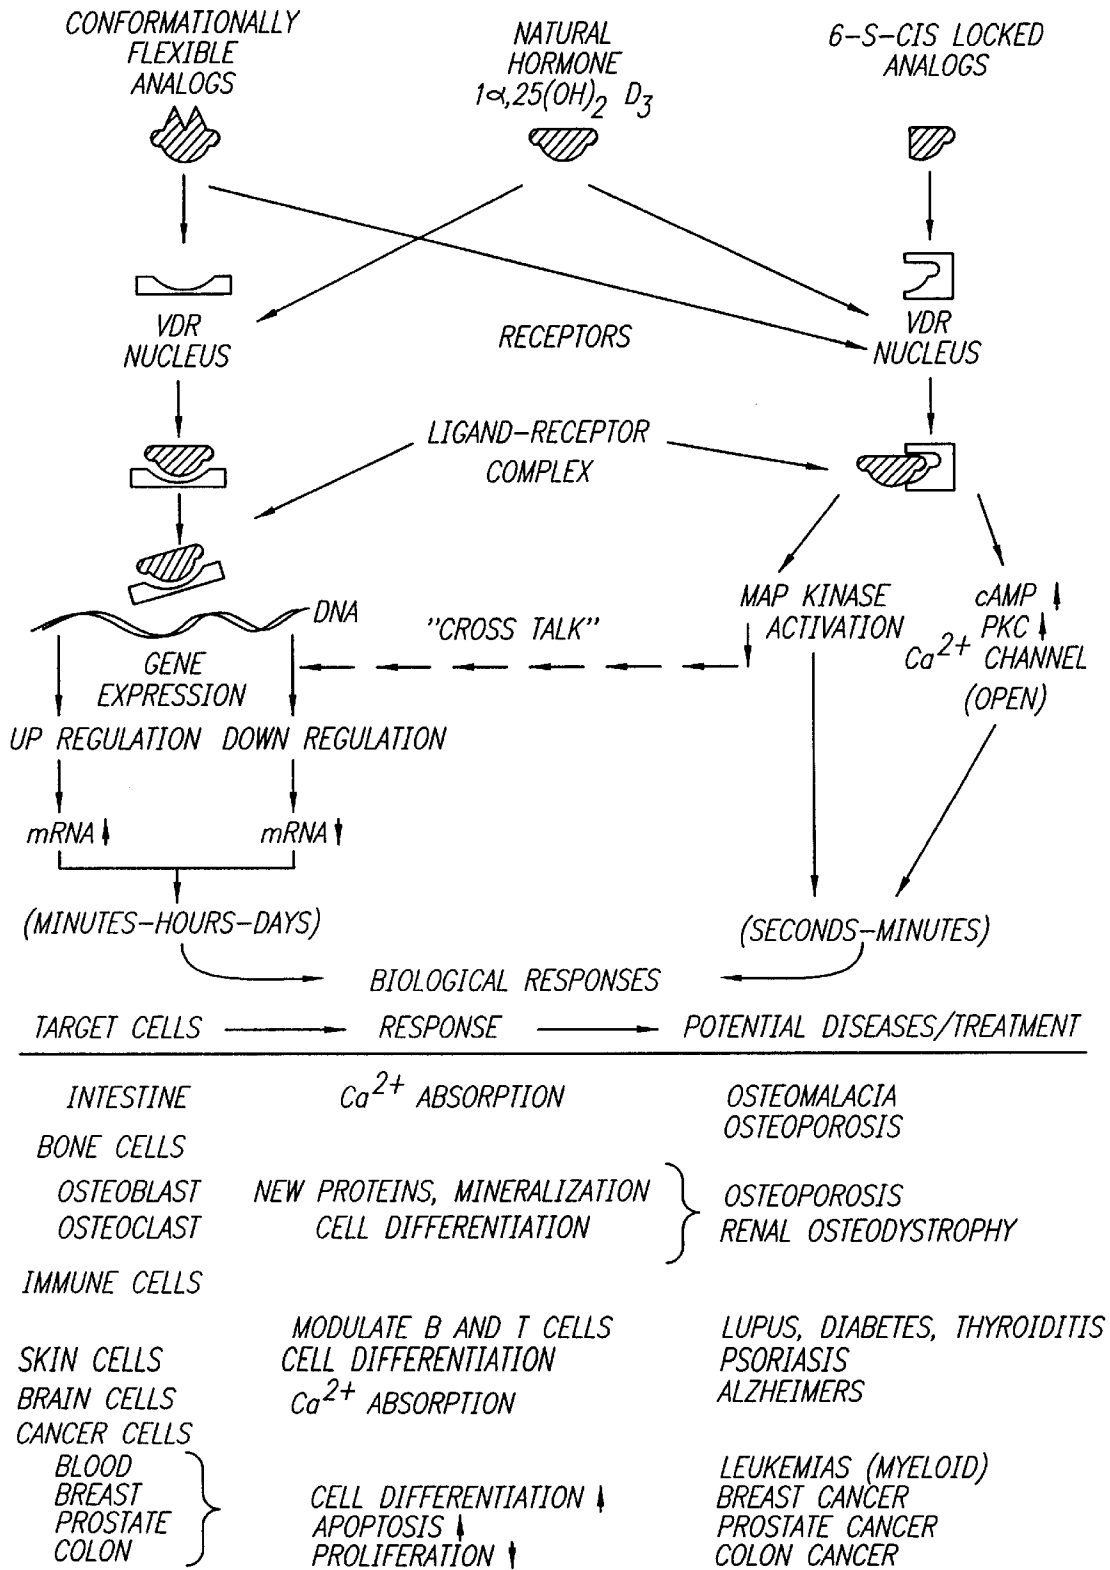 CONFORMATIONALLY
FLEXIBLE
ANALOGS
NATURAL
HORMONE
1α,25(OH)2 D3
6-S-CIS LOCKED
ANALOGS
VDR
NUCLEUS
RECEPTORS
VDR
NUCLEUS
LIGAND-RECEPTOR
COMPLEX
DNA
"CROSS TALK"
MAP KINASE
ACTIVATION
cAMP
PKC
Ca2+ CHANNEL
(OPEN)
GENE
EXPRESSION
UP REGULATION
DOWN REGULATION
mRNA
mRNA
(MINUTES-HOURS-DAYS)
(SECONDS-MINUTES)
BIOLOGICAL RESPONSES
TARGET CELLS RESPONSE POTENTIAL DISEASES/TREATMENT
INTESTINE Ca2+ ABSORPTION OSTEOMALACIA
OSTEOPOROSIS
BONE CELLS
OSTEOBLAST NEW PROTEINS, MINERALIZATION OSTEOPOROSIS
OSTEOCLAST CELL DIFFERENTIATION RENAL OSTEODYSTROPHY
IMMUNE CELLS
MODULATE B AND T CELLS LUPUS, DIABETES, THYROIDITIS
SKIN CELLS CELL DIFFERENTIATION PSORIASIS
BRAIN CELLS Ca2+ ABSORPTION ALZHEIMERS
CANCER CELLS
BLOOD LEUKEMIAS (MYELOID)
BREAST CELL DIFFERENTIATION BREAST CANCER
PROSTATE APOPTOSIS PROSTATE CANCER
COLON PROLIFERATION COLON CANCER